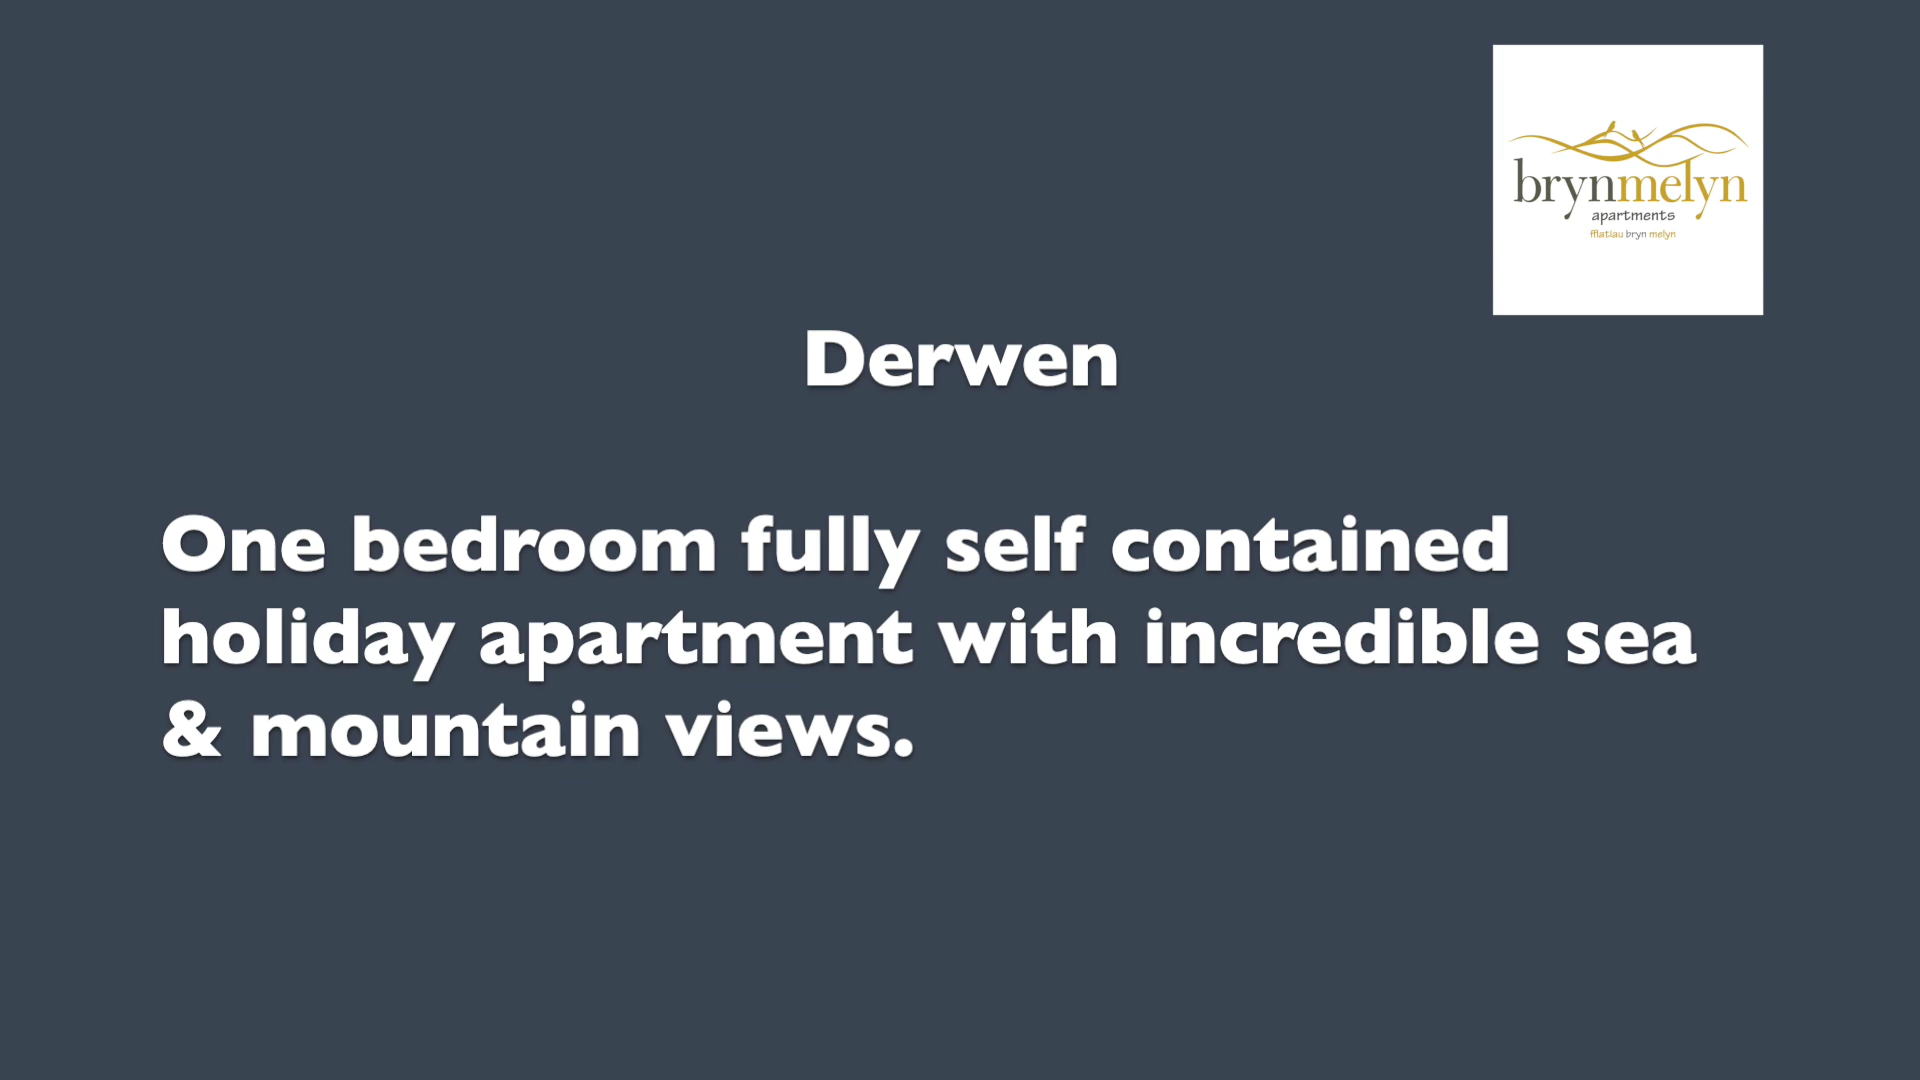 brynmelyn
apartments
fflatiau bryn melyn
Derwen
One bedroom fully self contained
holiday apartment with incredible sea
& mountain views.